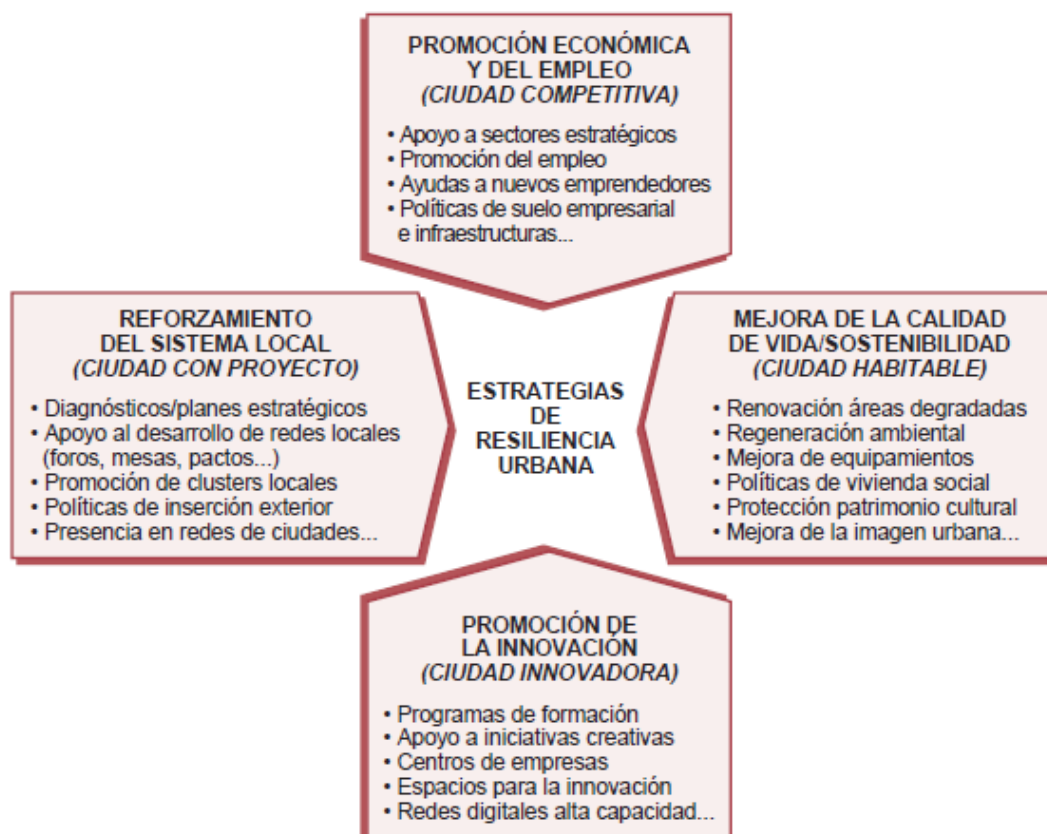 PROMOCIÓN ECONÓMICA
Y DEL EMPLEO
(CIUDAD COMPETITIVA)
• Apoyo a sectores estratégicos
• Promoción del empleo
• Ayudas a nuevos emprendedores
• Políticas de suelo empresarial
e infraestructuras...
REFORZAMIENTO
DEL SISTEMA LOCAL
(CIUDAD CON PROYECTO)
• Diagnósticos/planes estratégicos
• Apoyo al desarrollo de redes locales
(foros, mesas, pactos...)
• Promoción de clusters locales
• Políticas de inserción exterior
• Presencia en redes de ciudades...
ESTRATEGIAS
DE
RESILIENCIA
URBANA
MEJORA DE LA CALIDAD
DE VIDA/SOSTENIBILIDAD
(CIUDAD HABITABLE)
• Renovación áreas degradadas
• Regeneración ambiental
• Mejora de equipamientos
• Políticas de vivienda social
• Protección patrimonio cultural
• Mejora de la imagen urbana...
PROMOCIÓN DE
LA INNOVACIÓN
(CIUDAD INNOVADORA)
• Programas de formación
• Apoyo a iniciativas creativas
• Centros de empresas
• Espacios para la innovación
• Redes digitales alta capacidad...